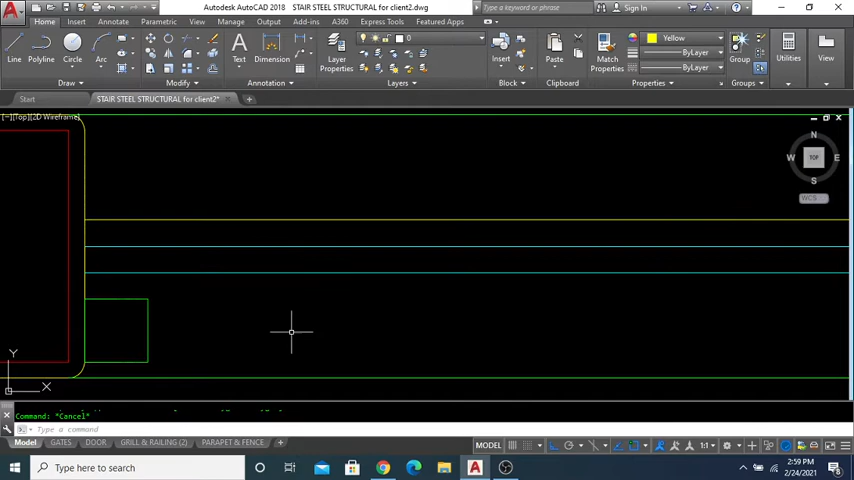 Autodesk AutoCAD 2018 STAIR STEEL STRUCTURAL for client2.dwg
Type a keyword or phrase
Sign In
Home Insert Annotate Parametric View Manage Output Add-ins A360 Express Tools Featured Apps
Line Polyline Circle Arc
Text Dimension
Layer
Properties
0
Insert
Paste
Match
Properties
Yellow
ByLayer
ByLayer
Group
Utilities
View
Draw Modify Annotation Layers Block Clipboard Properties Groups
Start STAIR STEEL STRUCTURAL for client2*
[−][Top][2D Wireframe]
N
W TOP E
S
WCS
Y
X
Command: *Cancel*
Type a command
Model GATES DOOR GRILL & RAILING (2) PARAPET & FENCE
MODEL
1:1
Type here to search
2:59 PM
2/24/2021